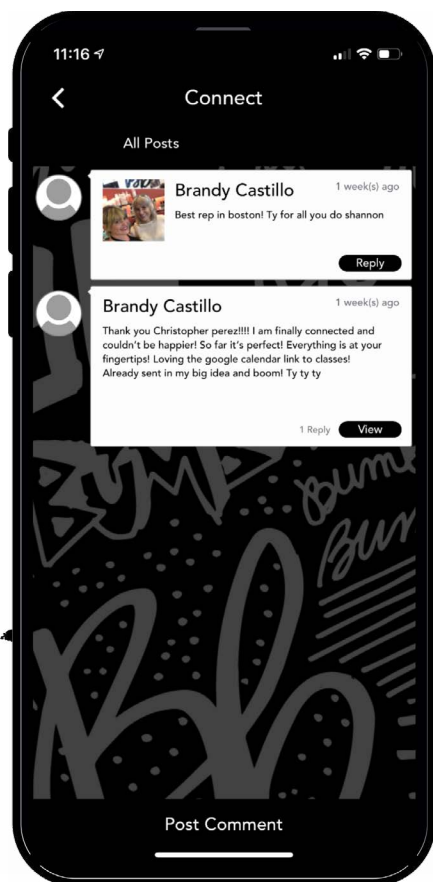 11:16
Connect
All Posts
Brandy Castillo
1 week(s) ago
Best rep in boston! Ty for all you do shannon
Reply
Brandy Castillo
1 week(s) ago
Thank you Christopher perez!!!! I am finally connected and
couldn't be happier! So far it's perfect! Everything is at your
fingertips! Loving the google calendar link to classes!
Already sent in my big idea and boom! Ty ty ty
1 Reply
View
Bb
Post Comment